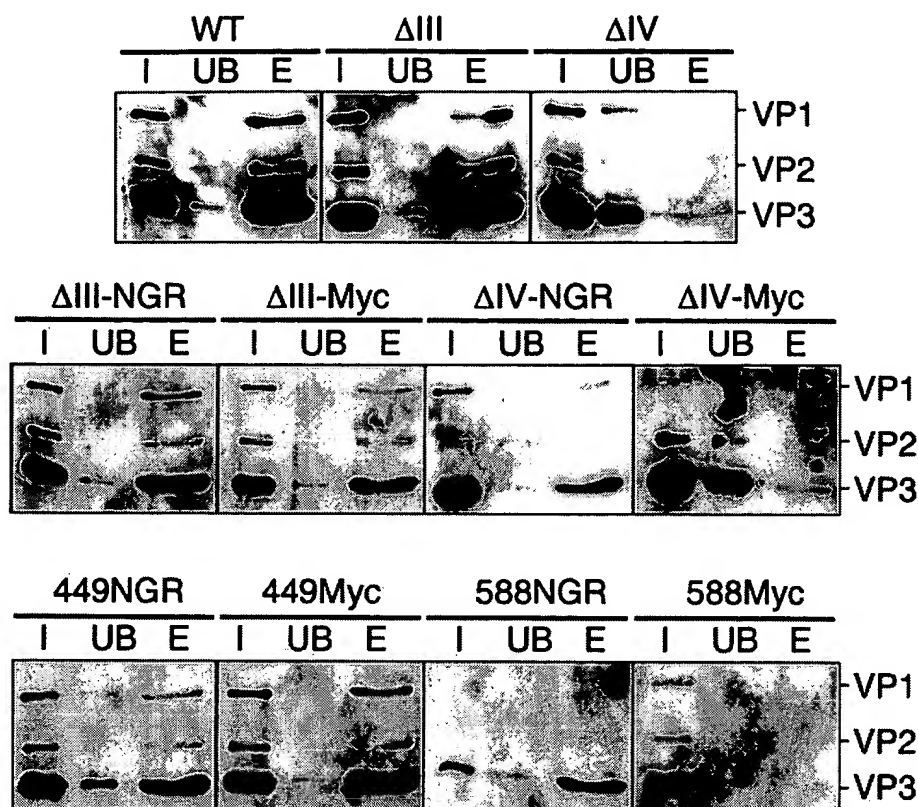 WT ΔIII ΔIV
I UB E I UB E I UB E
VP1
VP2
VP3
ΔIII-NGR ΔIII-Myc ΔIV-NGR ΔIV-Myc
I UB E I UB E I UB E I UB E
VP1
VP2
VP3
449NGR 449Myc 588NGR 588Myc
I UB E I UB E I UB E I UB E
VP1
VP2
VP3